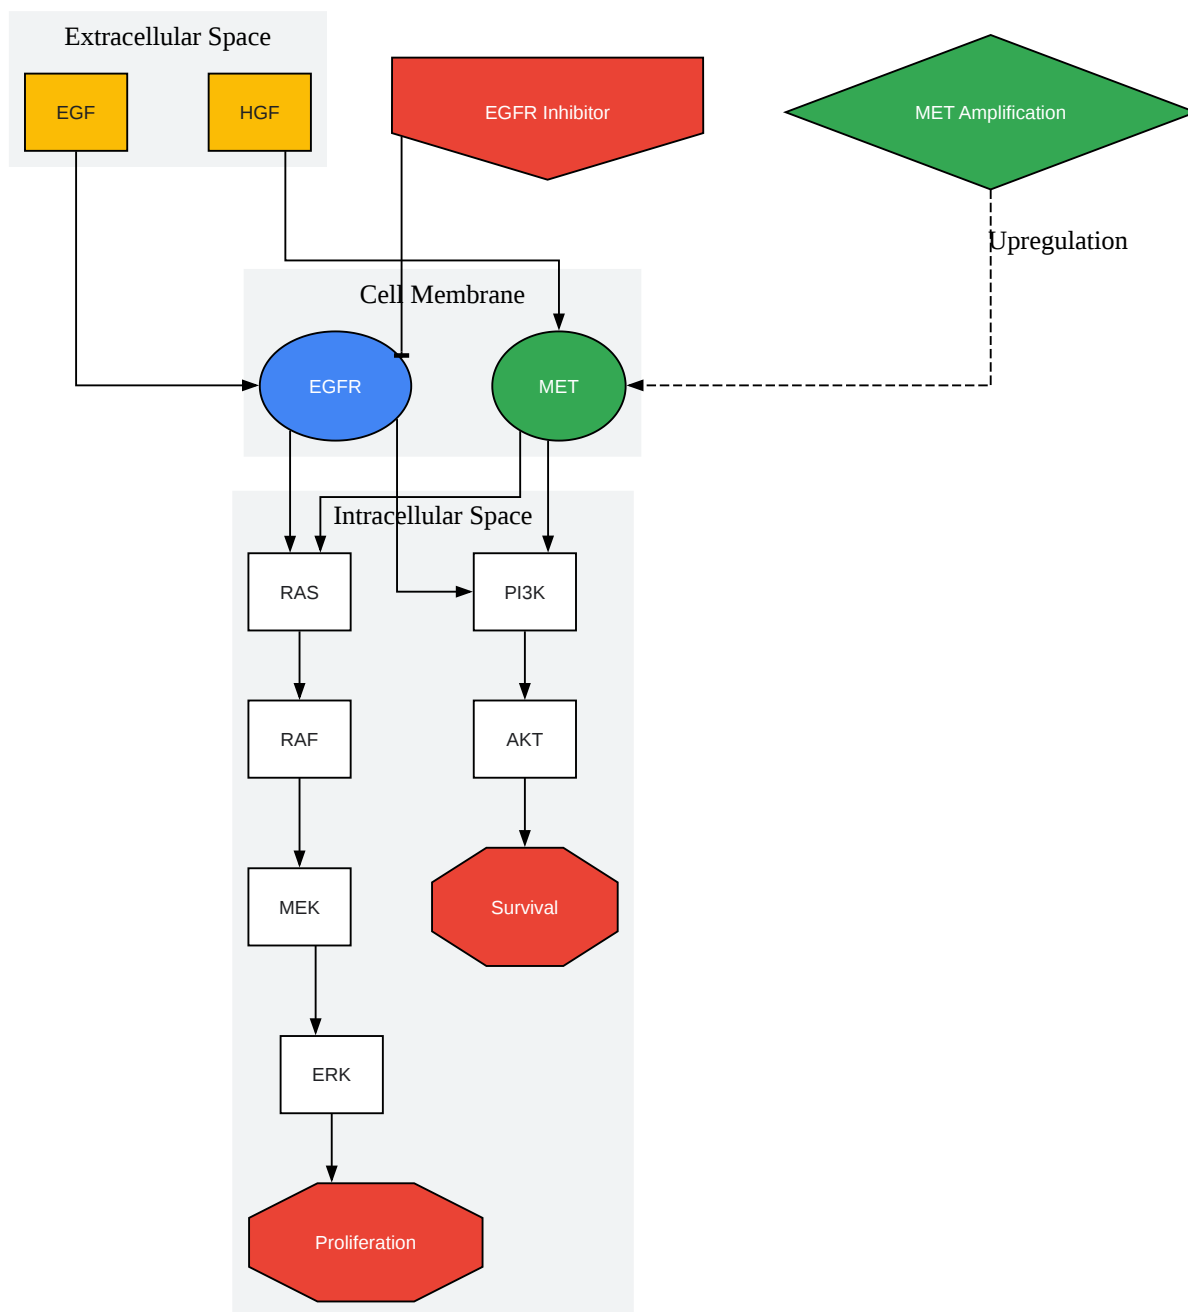 Extracellular Space
EGF
HGF
EGFR Inhibitor
MET Amplification
Upregulation
Cell Membrane
EGFR
MET
Intracellular Space
RAS
PI3K
RAF
AKT
MEK
Survival
ERK
Proliferation